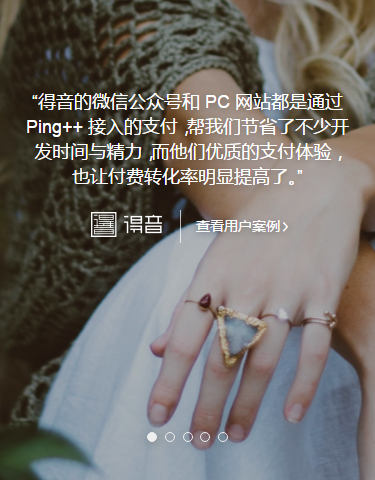 “得音的微信公众号和 PC 网站都是通过
Ping++ 接入的支付，帮我们节省了不少开
发时间与精力，而他们优质的支付体验，
也让付费转化率明显提高了。”
得音 查看用户案例 ›